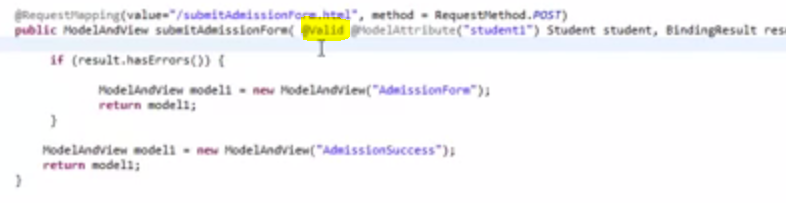 @RequestMapping(value="/submitAdmissionForm.html", method = RequestMethod.POST)
public ModelAndView submitAdmissionForm( @Valid @ModelAttribute("student1") Student student, BindingResult res
if (result.hasErrors()) {
ModelAndView model1 = new ModelAndView("AdmissionForm");
return model1;
}
ModelAndView model1 = new ModelAndView("AdmissionSuccess");
return model1;
}